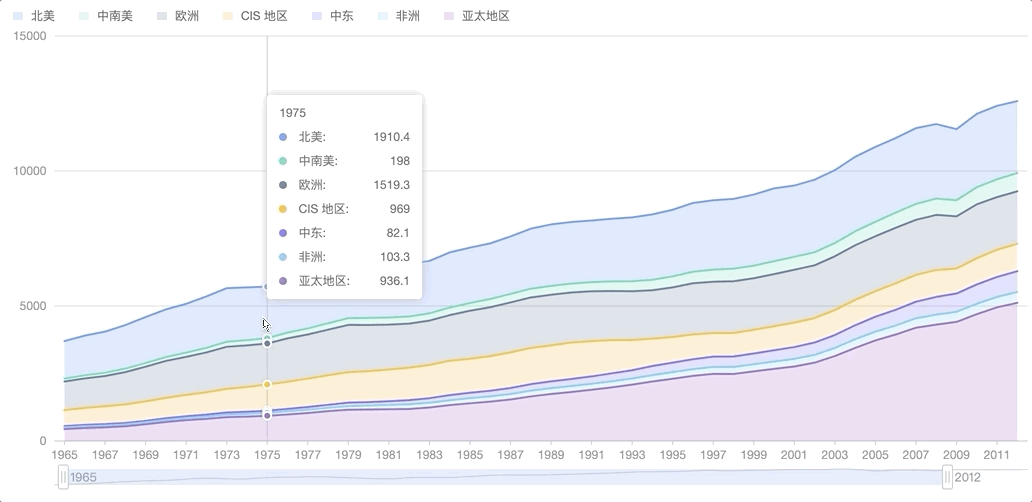 北美 中南美 欧洲 CIS 地区 中东 非洲 亚太地区
15000
1975
北美: 1910.4
中南美: 198
10000
欧洲: 1519.3
CIS 地区: 969
中东: 82.1
非洲: 103.3
亚太地区: 936.1
5000
0
1965 1967 1969 1971 1973 1975 1977 1979 1981 1983 1985 1987 1989 1991 1993 1995 1997 1999 2001 2003 2005 2007 2009 2011
1965 2012